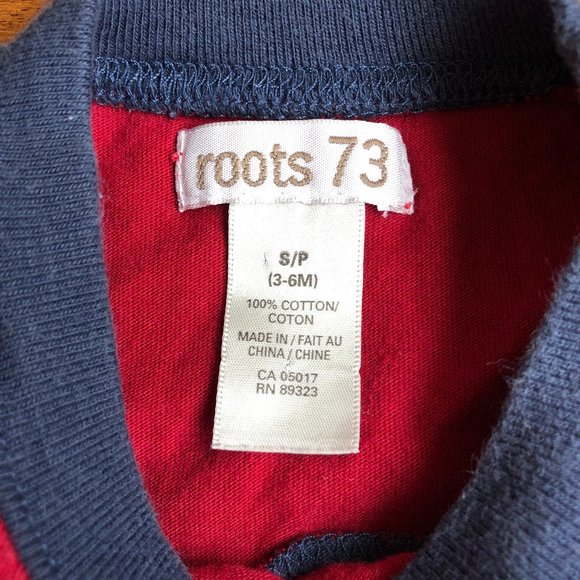 roots 73
S/P
(3-6M)
100% COTTON/
COTON
MADE IN / FAIT AU
CHINA / CHINE
CA 05017
RN 89323